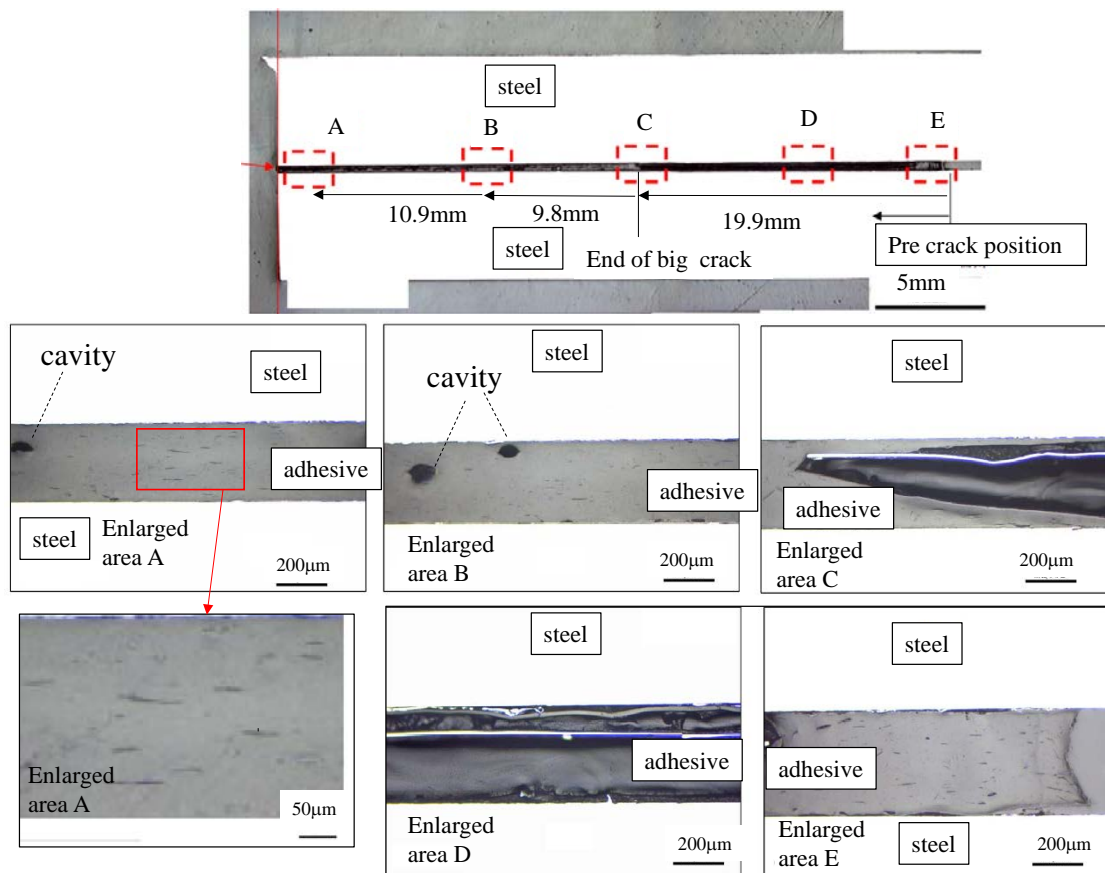 steel
A
B
C
D
E
10.9mm
9.8mm
19.9mm
steel
End of big crack
Pre crack position
5mm
cavity
steel
adhesive
steel
Enlarged
area A
200μm
cavity
steel
adhesive
Enlarged
area B
200μm
steel
adhesive
Enlarged
area C
200μm
Enlarged
area A
50μm
steel
adhesive
Enlarged
area D
200μm
steel
adhesive
Enlarged
area E
steel
200μm